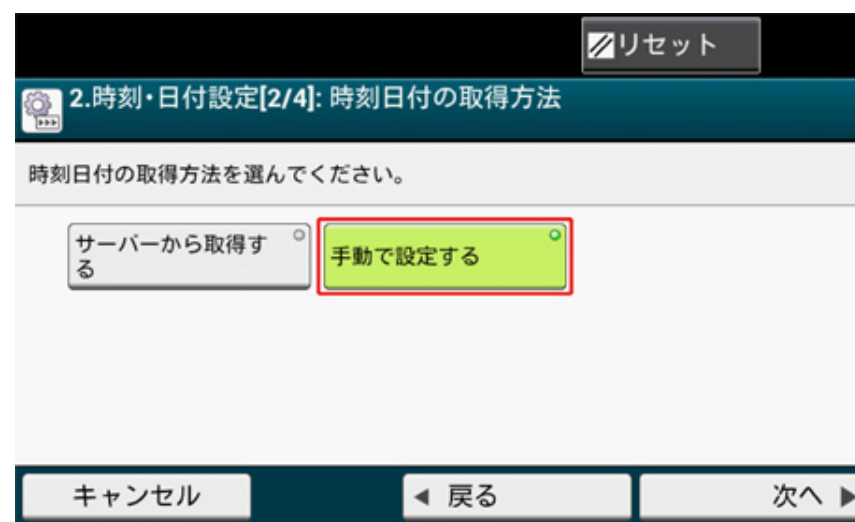 リセット
2.時刻・日付設定[2/4]: 時刻日付の取得方法
時刻日付の取得方法を選んでください。
サーバーから取得す
る
手動で設定する
キャンセル
◀ 戻る
次へ ▶